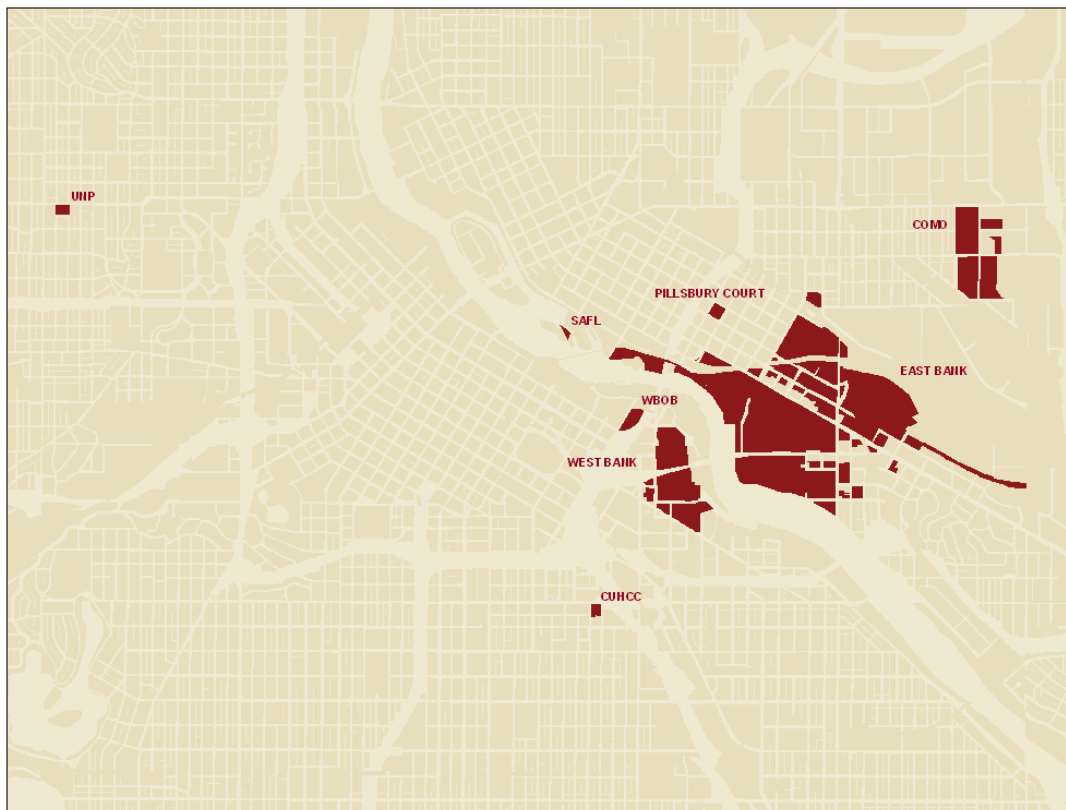 UNP
COMO
PILLSBURY COURT
SAFL
EAST BANK
WBOB
WEST BANK
CUHCC